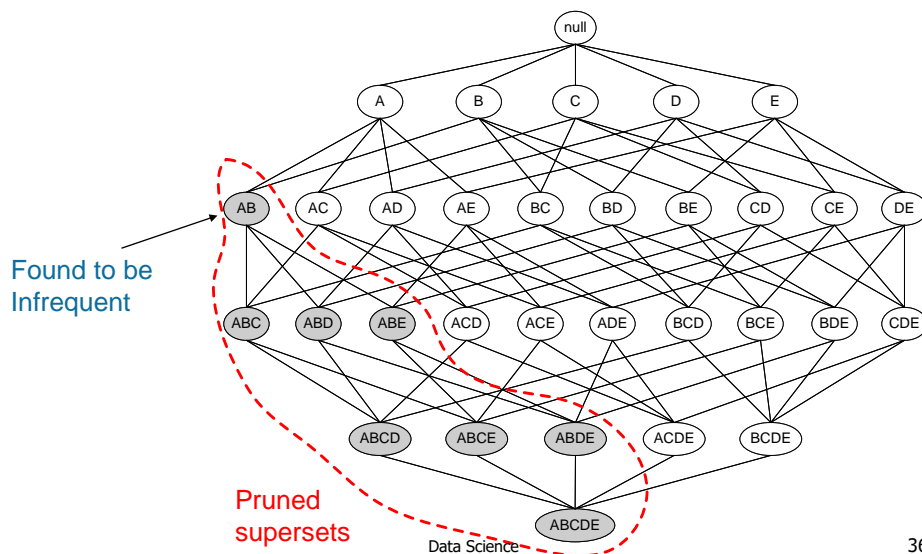 null
A B C D E
AB AC AD AE BC BD BE CD CE DE
Found to be
Infrequent
ABC ABD ABE ACD ACE ADE BCD BCE BDE CDE
ABCD ABCE ABDE ACDE BCDE
Pruned
supersets
ABCDE
Data Science 36